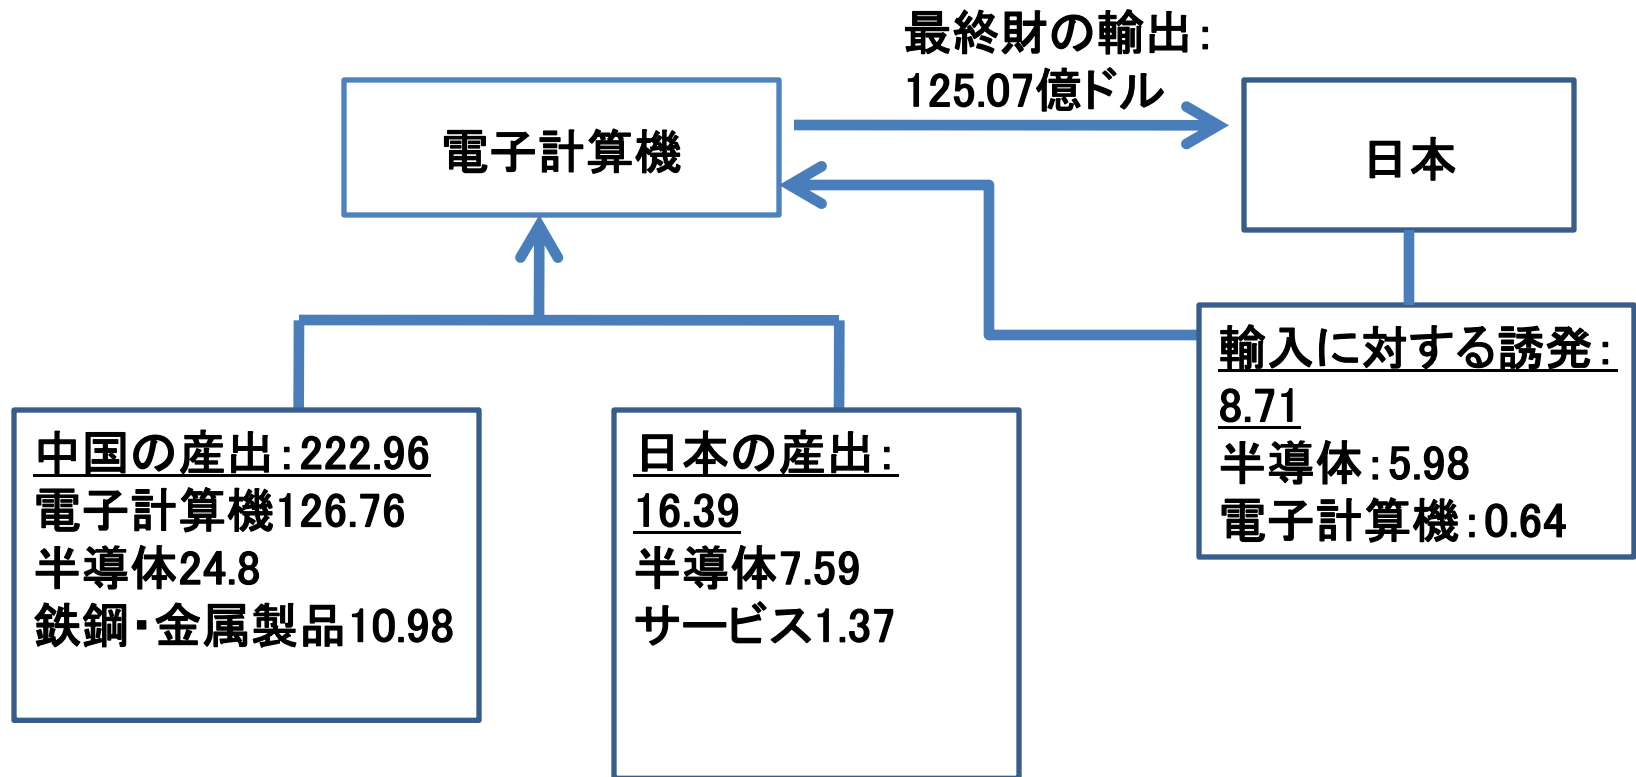 最終財の輸出：
125.07億ドル
電子計算機
日本
輸入に対する誘発：
8.71
半導体：5.98
電子計算機：0.64
中国の産出：222.96
電子計算機126.76
半導体24.8
鉄鋼・金属製品10.98
日本の産出：
16.39
半導体7.59
サービス1.37